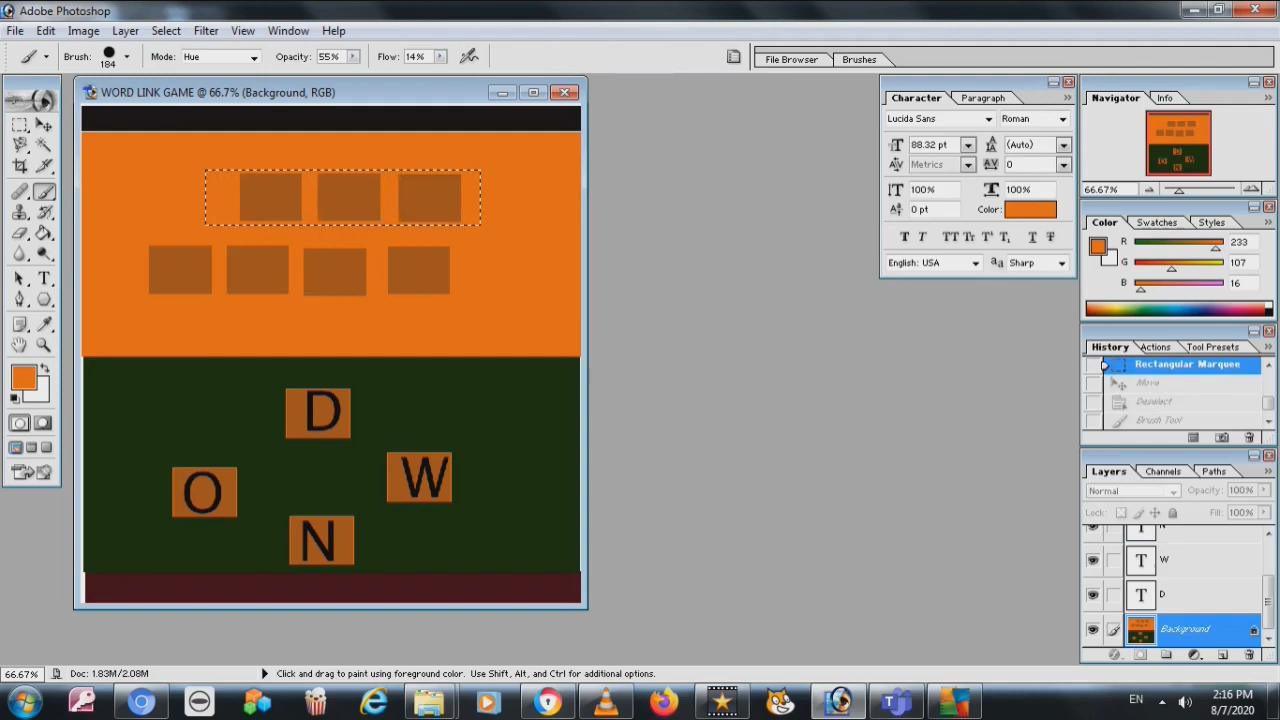 Adobe Photoshop
File Edit Image Layer Select Filter View Window Help
Brush: 184 Mode: Hue Opacity: 55% Flow: 14% File Browser Brushes
WORD LINK GAME @ 66.7% (Background, RGB)
Character Paragraph
Lucida Sans Roman
88.32 pt (Auto)
Metrics 0
100% 100%
0 pt Color:
T T TT Tr T¹ T₁ T T
English: USA aa Sharp
Navigator Info
66.67%
Color Swatches Styles
R 233
G 107
B 16
History Actions Tool Presets
Rectangular Marquee
Move
Deselect
Brush Tool
Layers Channels Paths
Normal Opacity: 100%
Lock: Fill: 100%
T W
T D
Background
D
W
O
N
66.67% Doc: 1.83M/2.08M Click and drag to paint using foreground color. Use Shift, Alt, and Ctrl for additional options.
EN 2:16 PM
8/7/2020